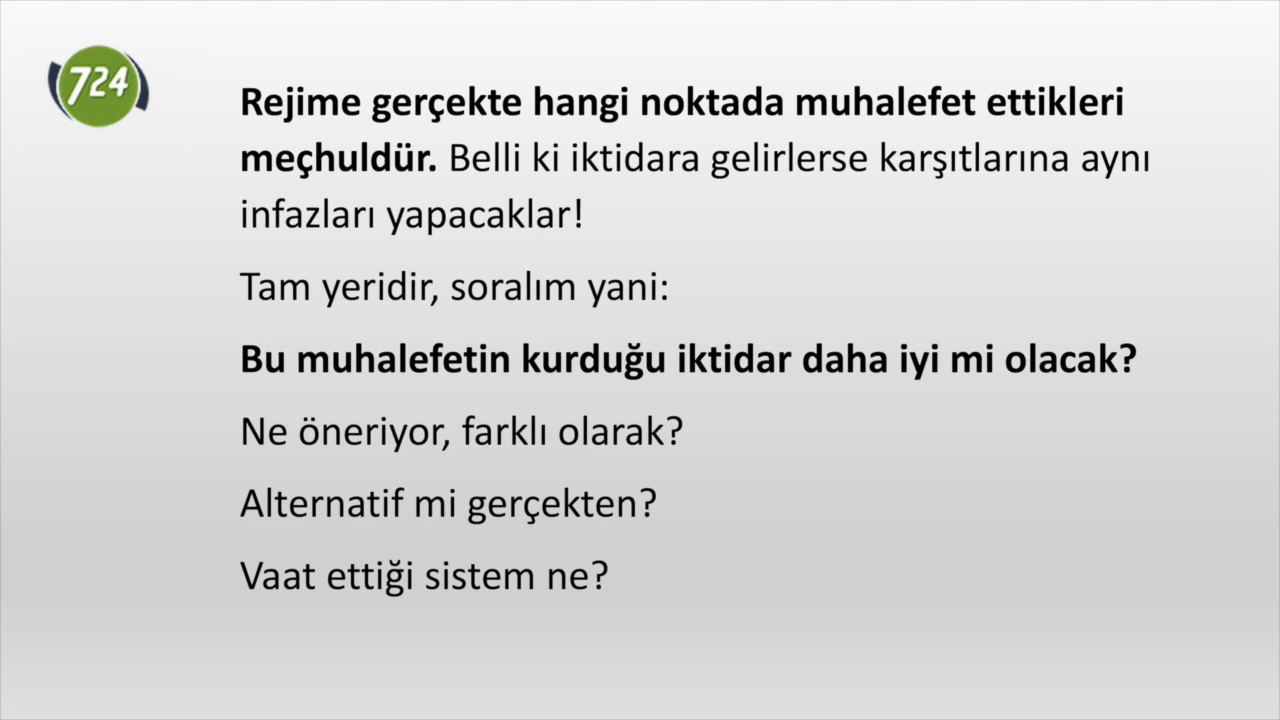 724
Rejime gerçekte hangi noktada muhalefet ettikleri
meçhuldür. Belli ki iktidara gelirlerse karşıtlarına aynı
infazları yapacaklar!
Tam yeridir, soralım yani:
Bu muhalefetin kurduğu iktidar daha iyi mi olacak?
Ne öneriyor, farklı olarak?
Alternatif mi gerçekten?
Vaat ettiği sistem ne?